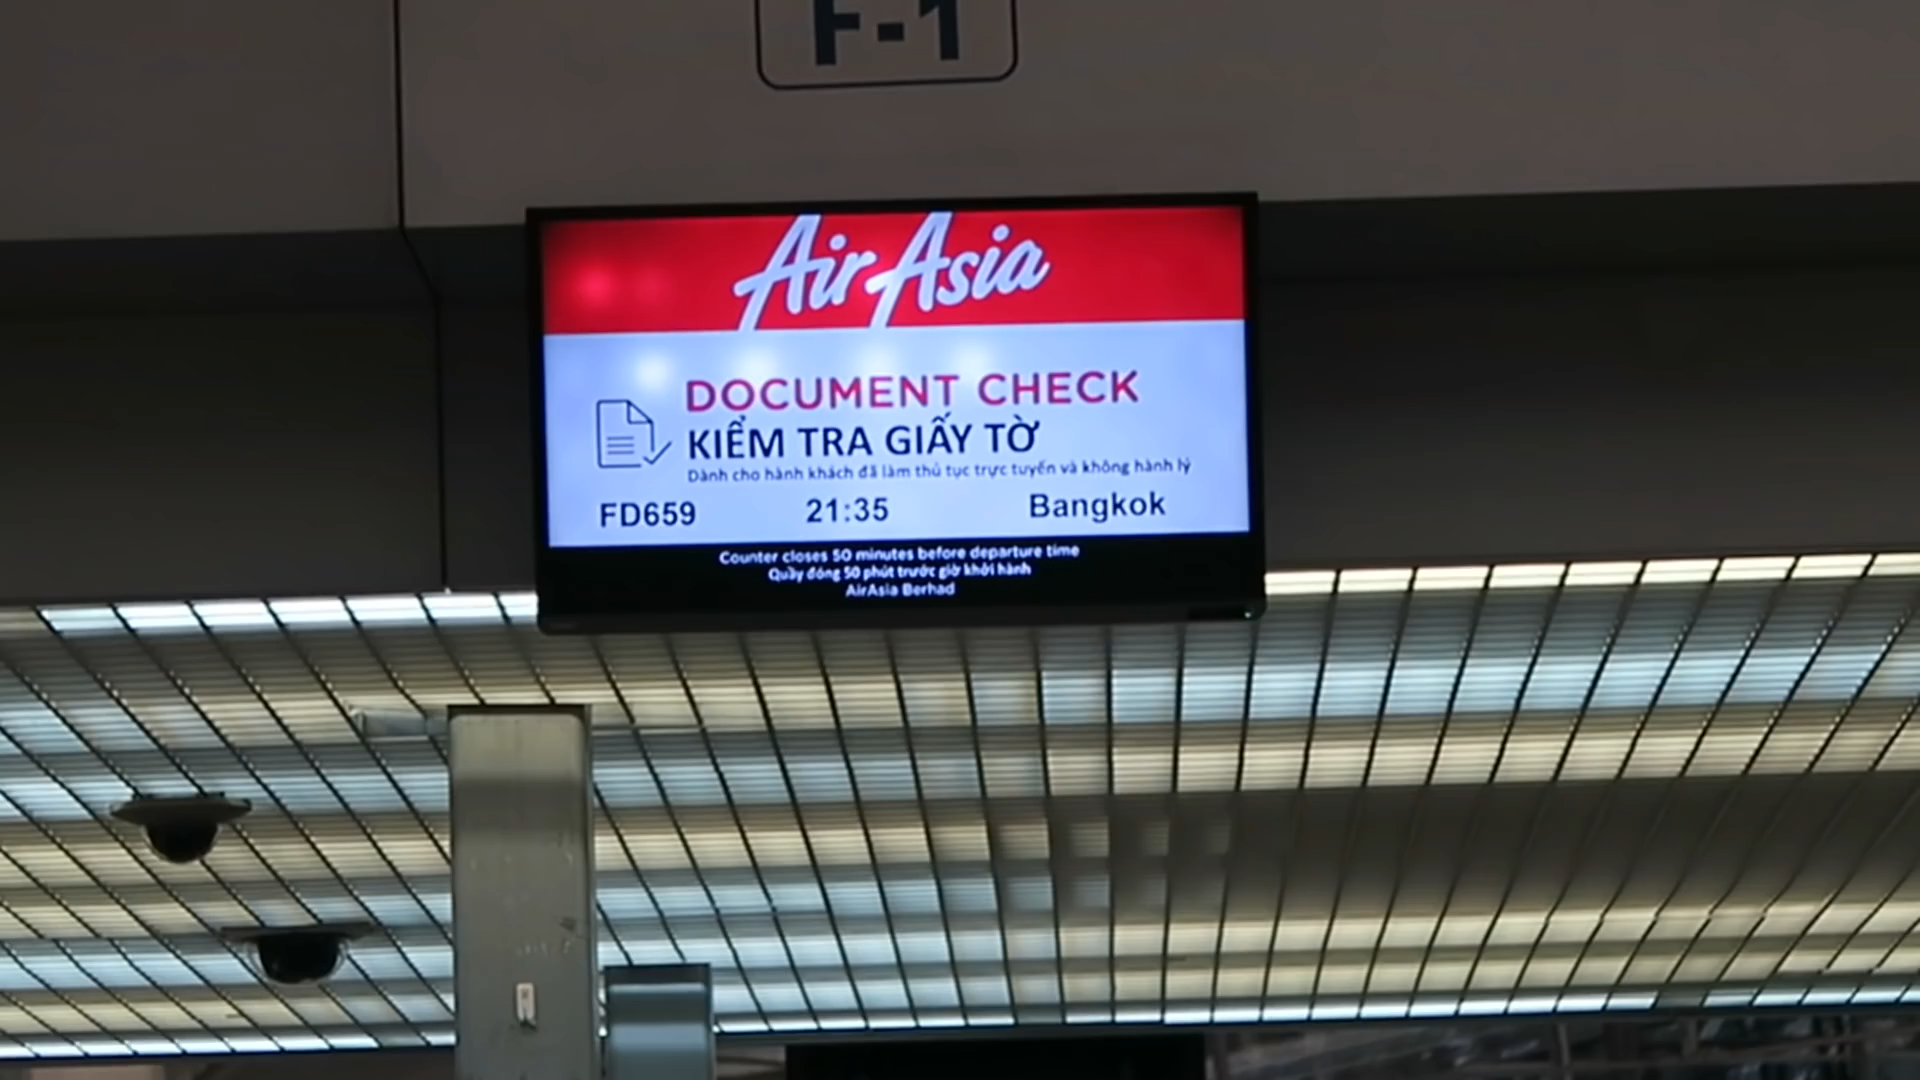 F-1
AirAsia
DOCUMENT CHECK
KIỂM TRA GIẤY TỜ
Dành cho hành khách đã làm thủ tục trực tuyến và không hành lý
FD659 21:35 Bangkok
Counter closes 50 minutes before departure time
Quầy đóng 50 phút trước giờ khởi hành
AirAsia Berhad